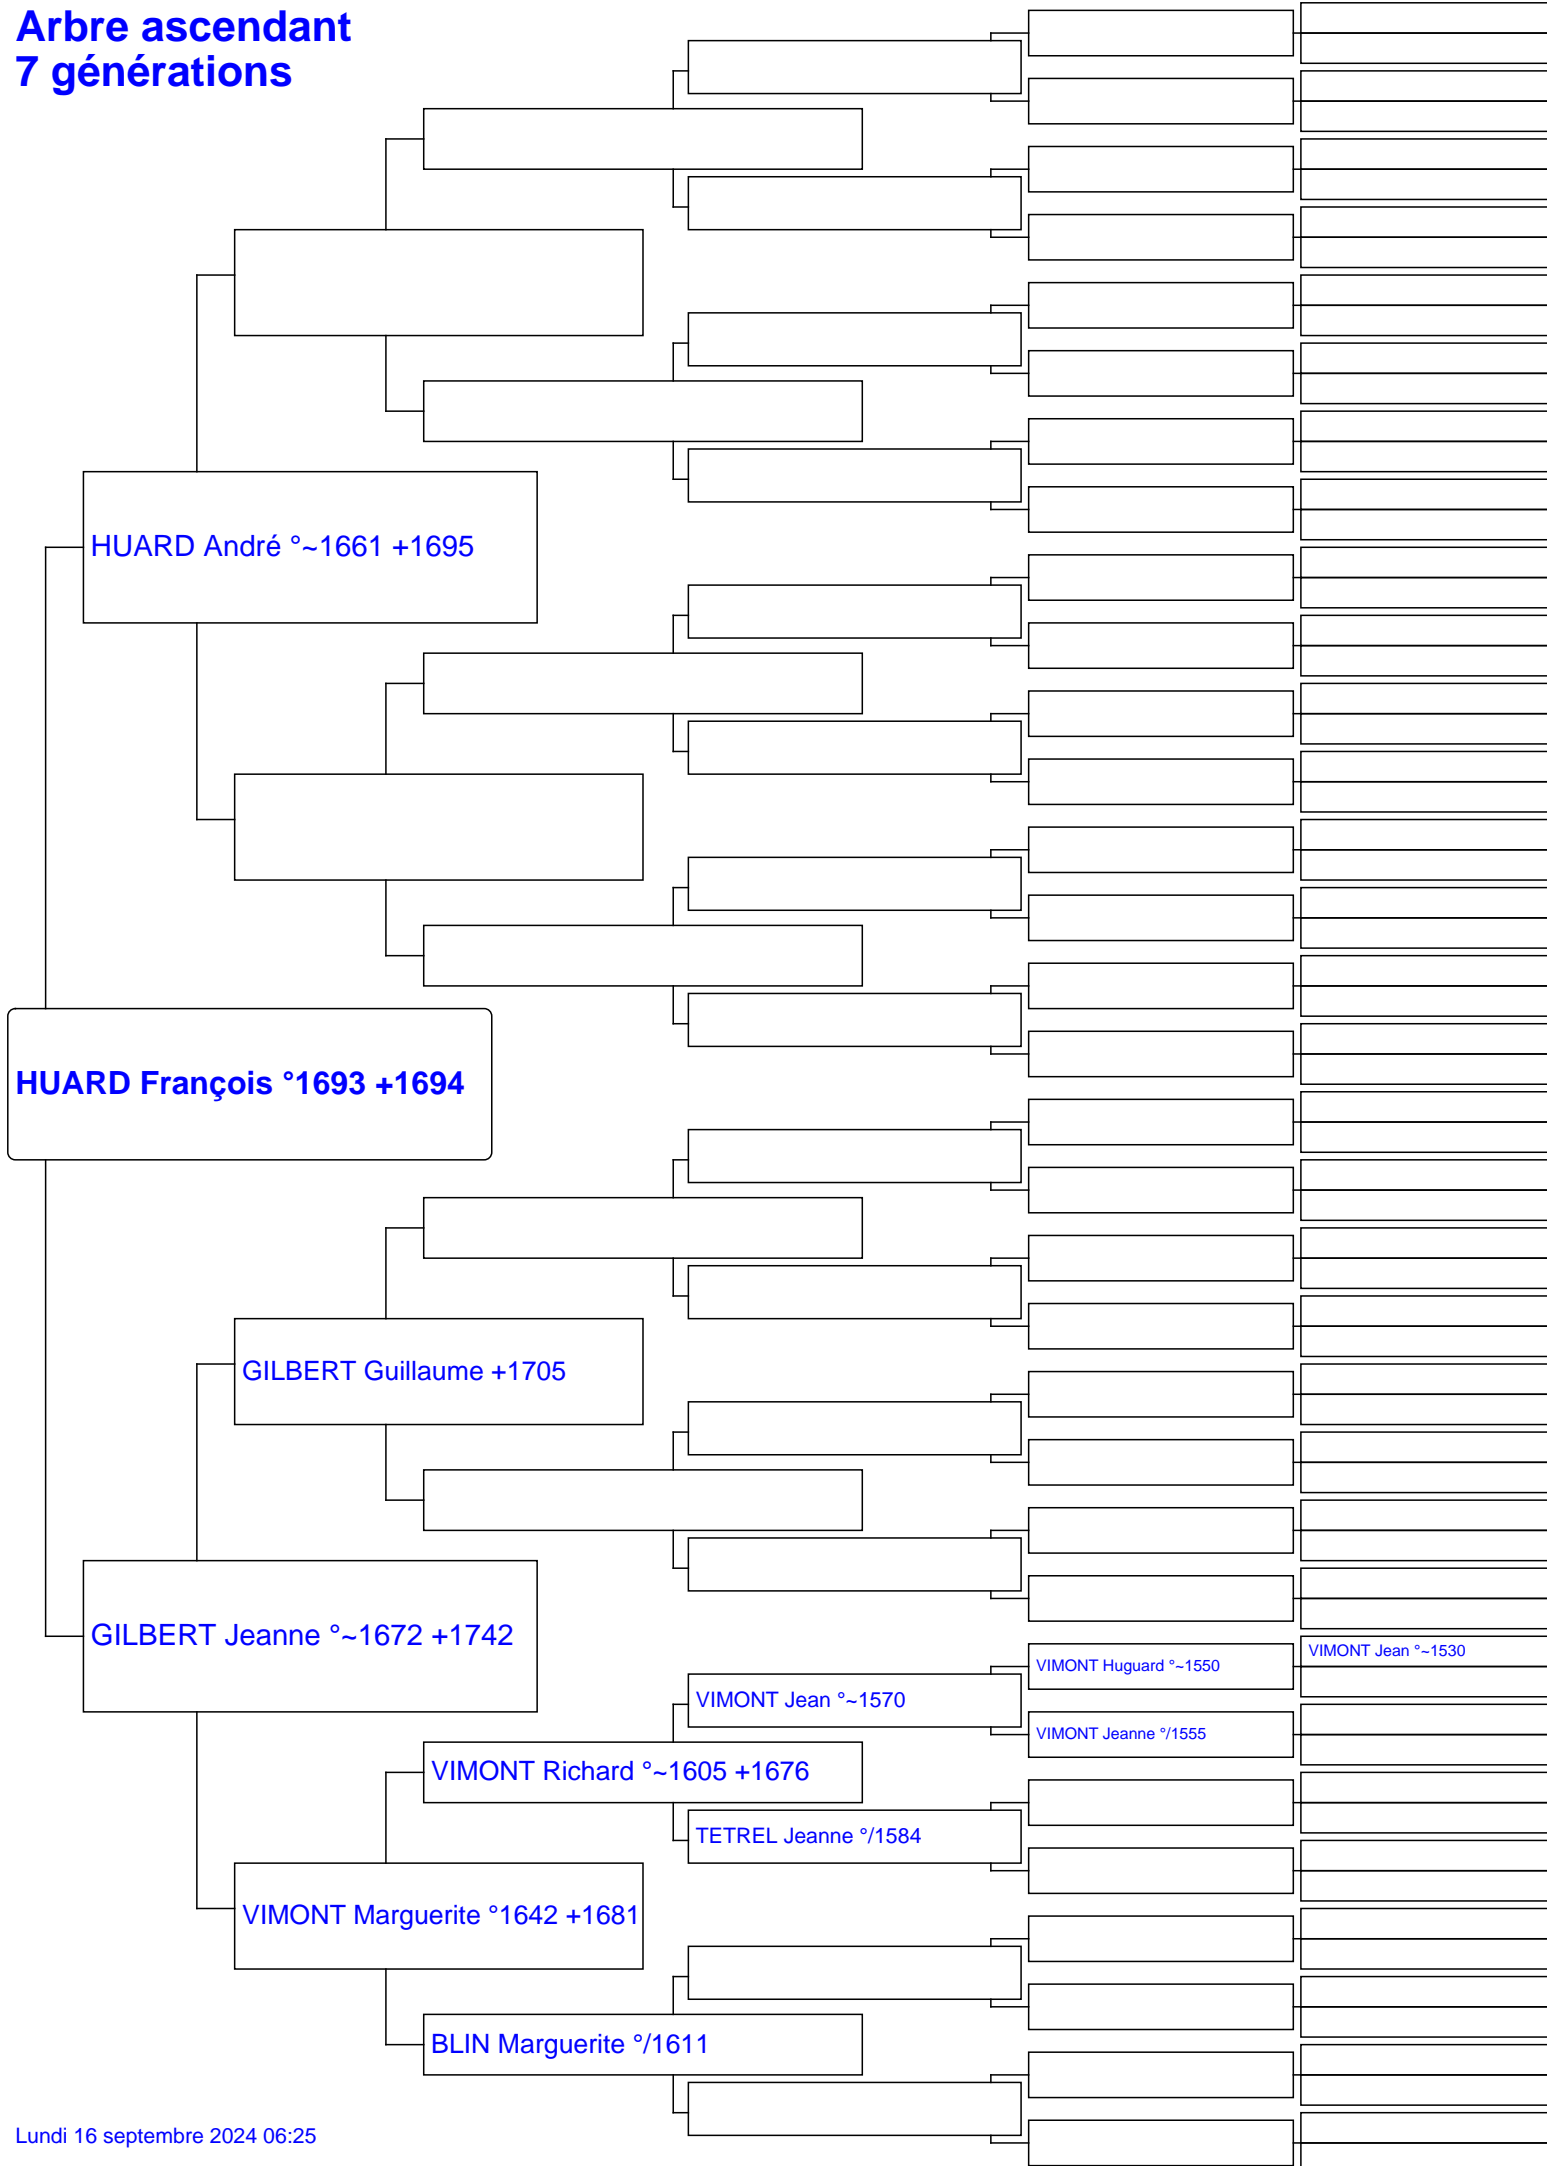 Arbre ascendant
7 générations
HUARD André °~1661 +1695
HUARD François °1693 +1694
GILBERT Guillaume +1705
GILBERT Jeanne °~1672 +1742
VIMONT Huguard °~1550
VIMONT Jean °~1530
VIMONT Jean °~1570
VIMONT Jeanne °/1555
VIMONT Richard °~1605 +1676
TETREL Jeanne °/1584
VIMONT Marguerite °1642 +1681
BLIN Marguerite °/1611
Lundi 16 septembre 2024 06:25